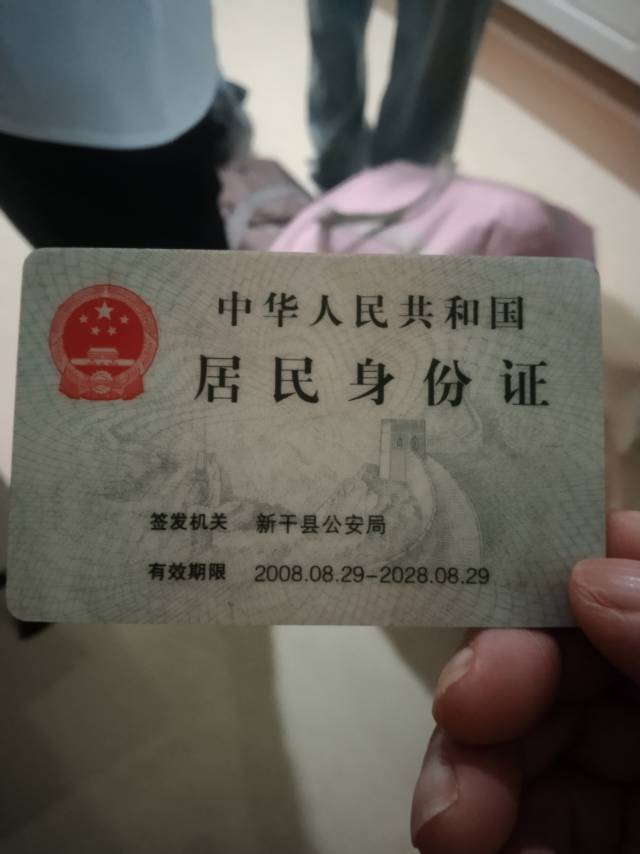 中华人民共和国
居民身份证
签发机关 新干县公安局
有效期限 2008.08.29-2028.08.29